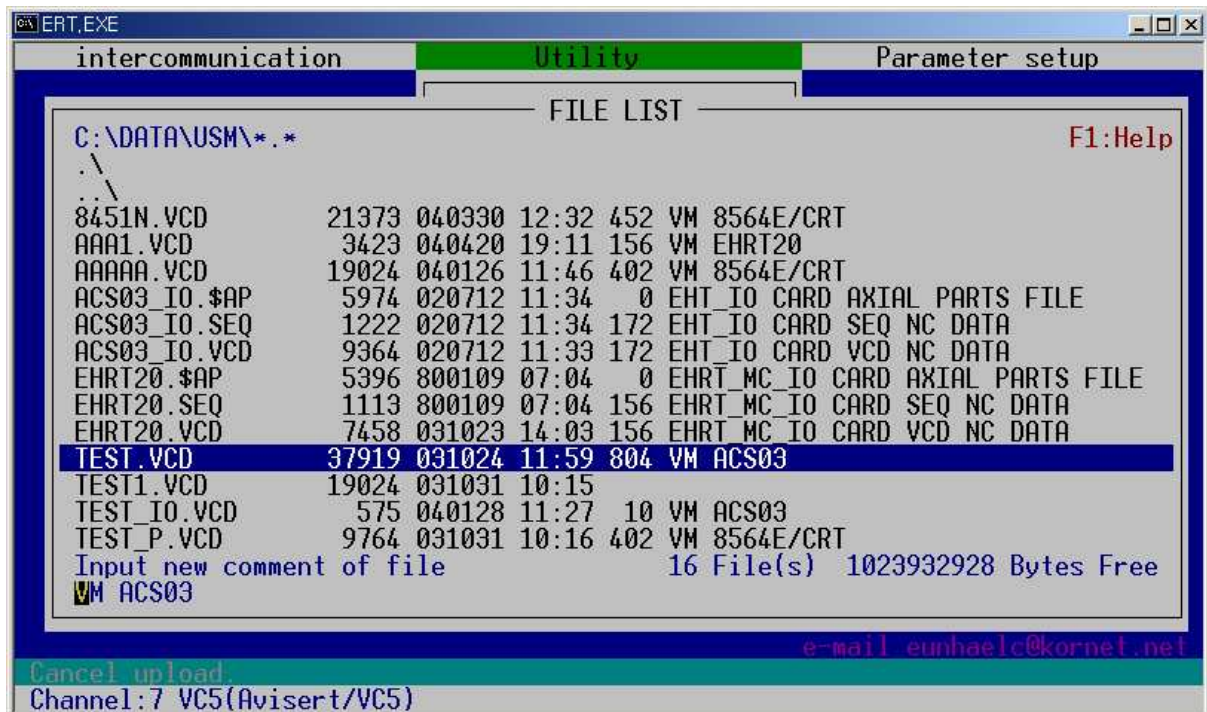 ERT,EXE
intercommunication Utility Parameter setup
FILE LIST
C:\DATA\USM\*.* F1:Help
.\
..\
8451N.VCD 21373 040330 12:32 452 VM 8564E/CRT
AAA1.VCD 3423 040420 19:11 156 VM EHRT20
AAAAA.VCD 19024 040126 11:46 402 VM 8564E/CRT
ACS03_IO.$AP 5974 020712 11:34 0 EHT_IO CARD AXIAL PARTS FILE
ACS03_IO.SEQ 1222 020712 11:34 172 EHT_IO CARD SEQ NC DATA
ACS03_IO.VCD 9364 020712 11:33 172 EHT_IO CARD VCD NC DATA
EHRT20.$AP 5396 800109 07:04 0 EHRT_MC_IO CARD AXIAL PARTS FILE
EHRT20.SEQ 1113 800109 07:04 156 EHRT_MC_IO CARD SEQ NC DATA
EHRT20.VCD 7458 031023 14:03 156 EHRT_MC_IO CARD VCD NC DATA
TEST.VCD 37919 031024 11:59 804 VM ACS03
TEST1.VCD 19024 031031 10:15
TEST_IO.VCD 575 040128 11:27 10 VM ACS03
TEST_P.VCD 9764 031031 10:16 402 VM 8564E/CRT
Input new comment of file 16 File(s) 1023932928 Bytes Free
VM ACS03
e-mail eunhaelc@kornet.net
Cancel upload.
Channel:7 VC5(Avisert/VC5)